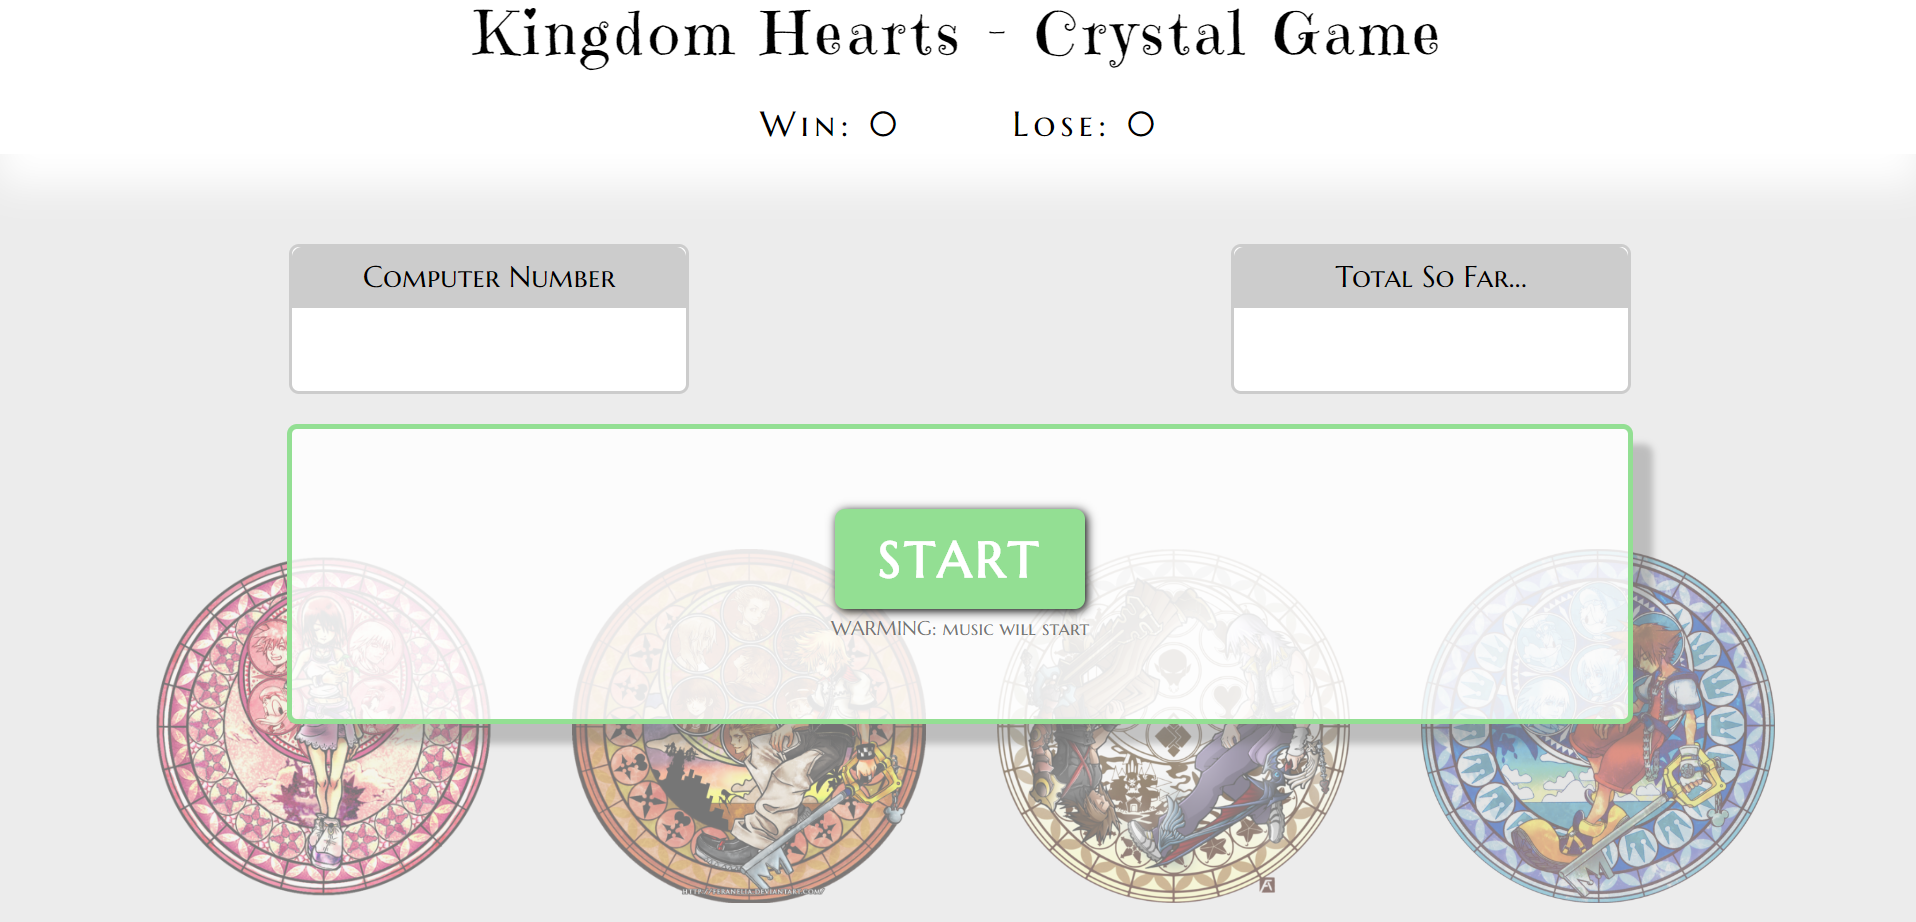 Kingdom Hearts - Crystal Game
Win: 0 Lose: 0
Computer Number
Total So Far...
START
WARMING: music will start
HTTP://FERANELIA.DEVIANTART.COM/